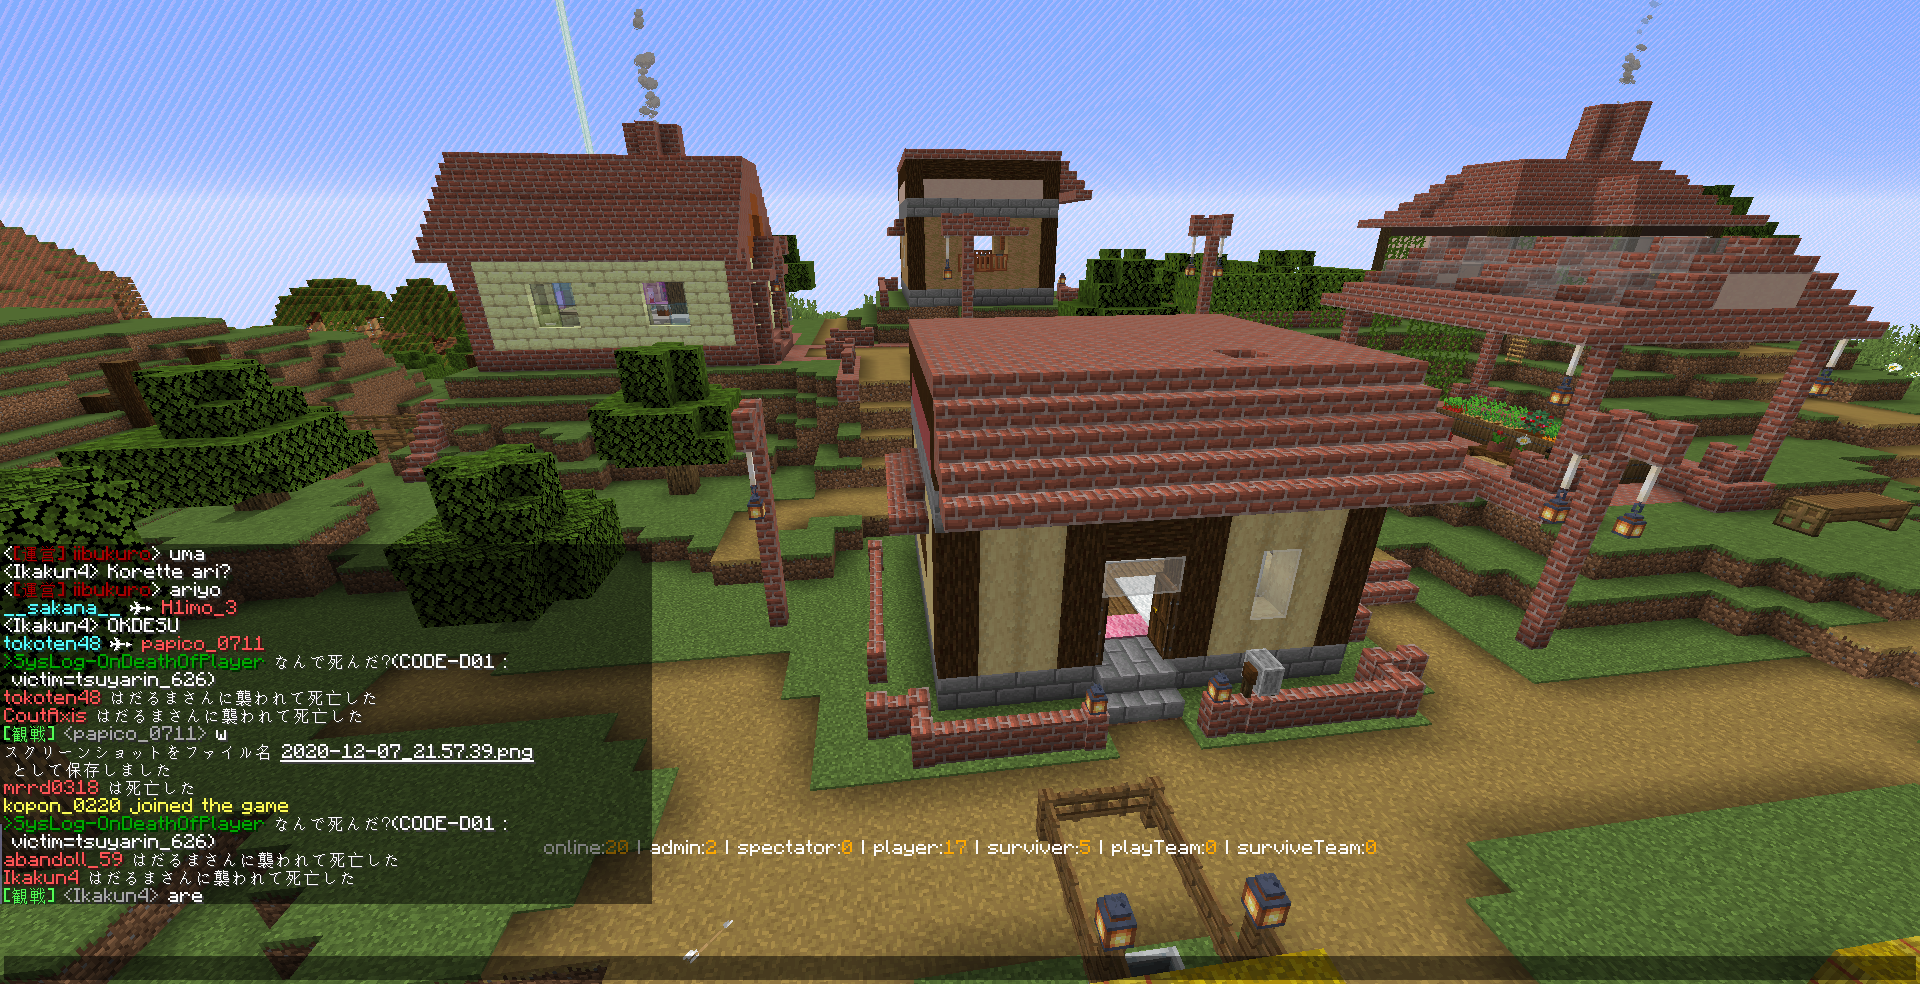 <[運営] iibukuro> uma
<Ikakun4> Korette ari?
<[運営] iibukuro> ariyo
__sakana__ H1imo_3
<Ikakun4> OKDESU
tokoten48 papico_0711
>SysLog-OnDeathOfPlayer なんで死んだ?(CODE-D01 :
victim=tsuyarin_626)
tokoten48 はだるまさんに襲われて死亡した
CoutAxis はだるまさんに襲われて死亡した
[観戦] <papico_0711> w
スクリーンショットをファイル名 2020-12-07_21.57.39.png
として保存しました
mrrd0318 は死亡した
kopon_0220 joined the game
>SysLog-OnDeathOfPlayer なんで死んだ?(CODE-D01 :
victim=tsuyarin_626)
abandoll_59 はだるまさんに襲われて死亡した
Ikakun4 はだるまさんに襲われて死亡した
[観戦] <Ikakun4> are
online:20 | admin:2 | spectator:0 | player:17 | surviver:5 | playTeam:0 | surviveTeam:0